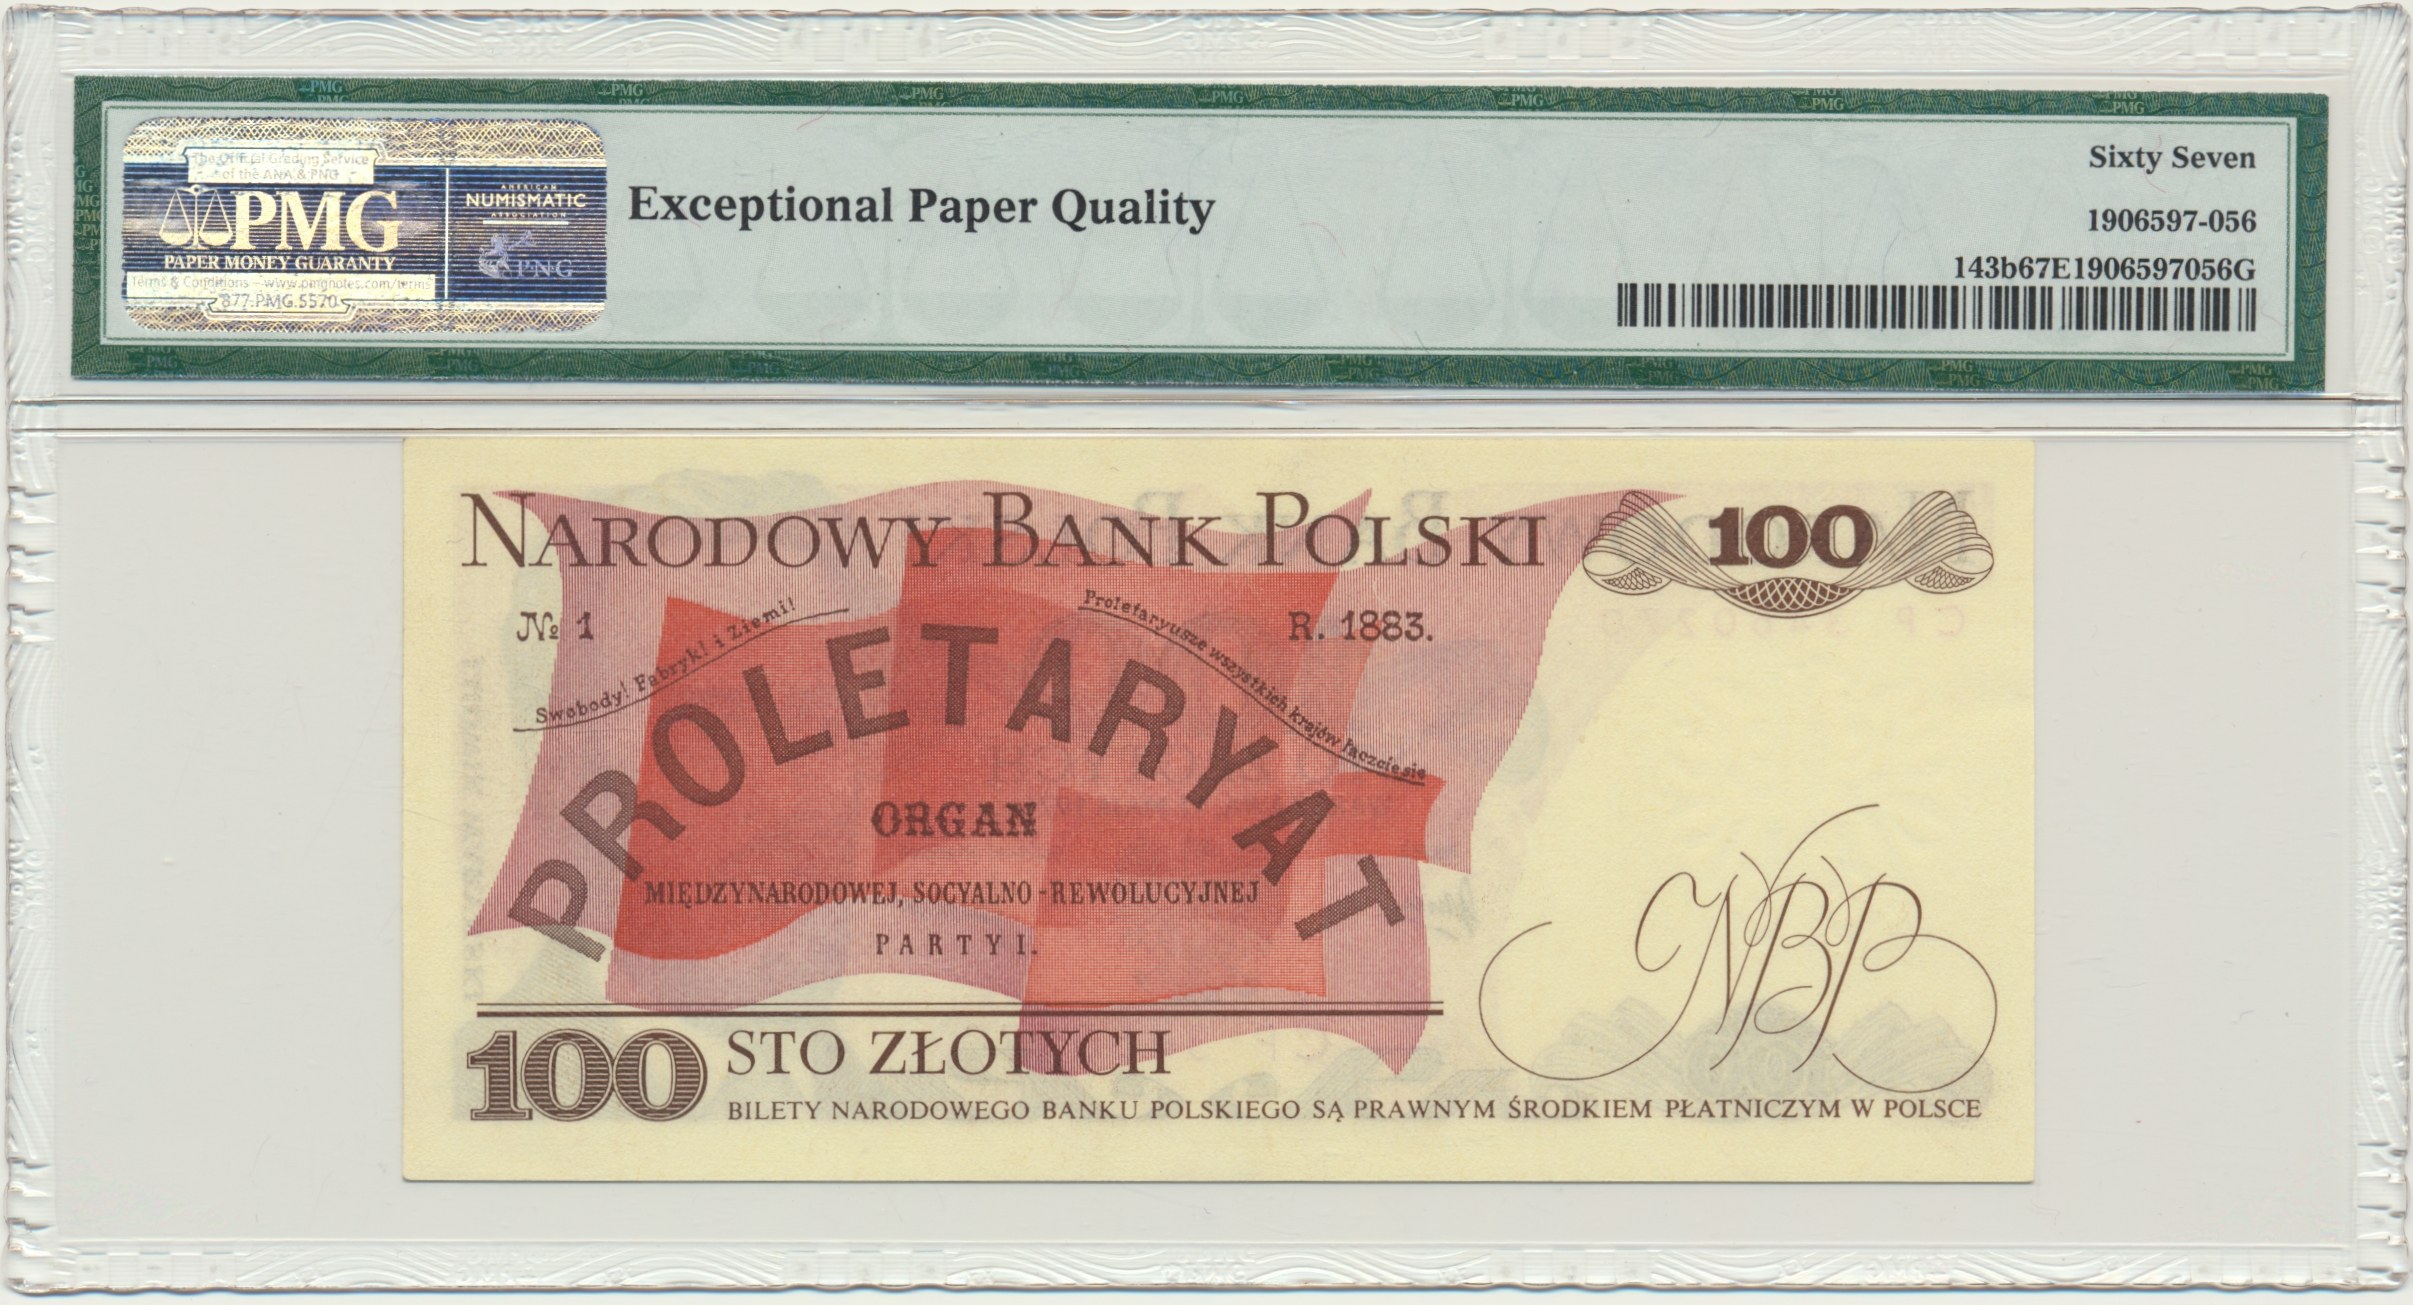 The Official Grading Service
of the ANA & PNG
PMG
PAPER MONEY GUARANTY
Terms & Conditions - www.pmgnotes.com/terms
877-PMG-5570
AMERICAN
NUMISMATIC
ASSOCIATION
PNG
Exceptional Paper Quality
Sixty Seven
1906597-056
143b67E1906597056G
NARODOWY BANK POLSKI
100
№ 1
Swobody! Fabryk! i Ziemi!
Proletaryusze wszystkich krajów łączcie się
R. 1883.
PROLETARYAT
ORGAN
MIĘDZYNARODOWEJ, SOCYALNO-REWOLUCYJNEJ
PARTYI.
NBP
100 STO ZŁOTYCH
BILETY NARODOWEGO BANKU POLSKIEGO SĄ PRAWNYM ŚRODKIEM PŁATNICZYM W POLSCE